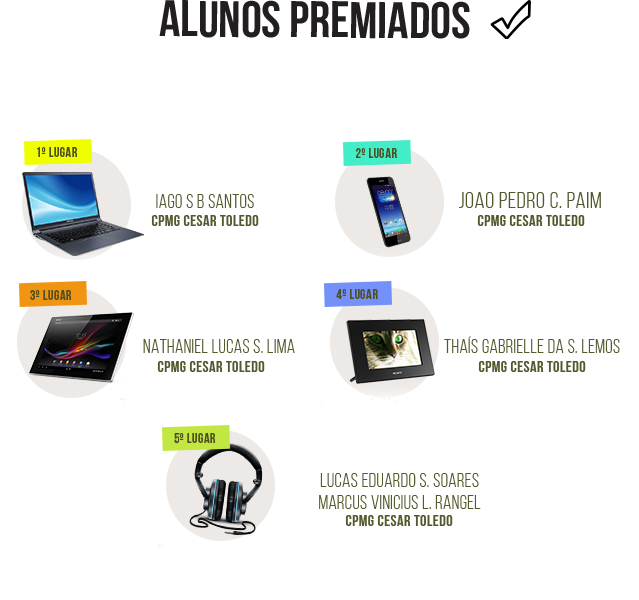 ALUNOS PREMIADOS
1º LUGAR
IAGO S B SANTOS
CPMG CESAR TOLEDO
2º LUGAR
JOAO PEDRO C. PAIM
CPMG CESAR TOLEDO
3º LUGAR
NATHANIEL LUCAS S. LIMA
CPMG CESAR TOLEDO
4º LUGAR
THAÍS GABRIELLE DA S. LEMOS
CPMG CESAR TOLEDO
5º LUGAR
LUCAS EDUARDO S. SOARES
MARCUS VINICIUS L. RANGEL
CPMG CESAR TOLEDO